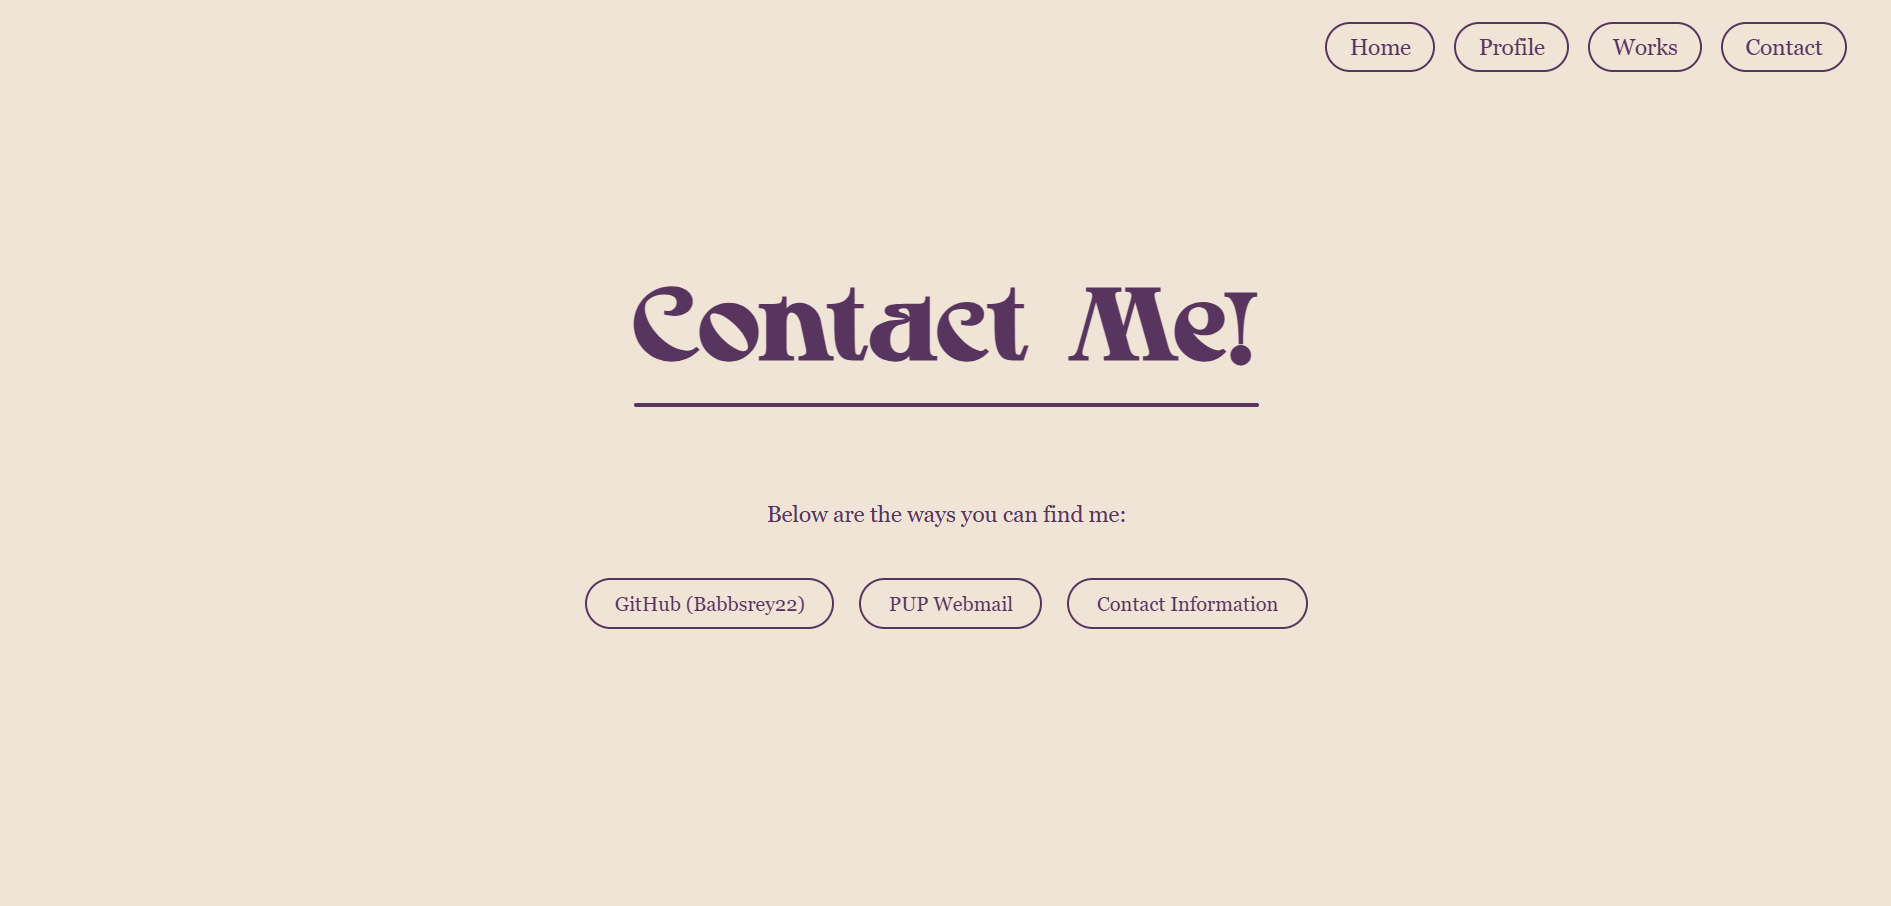 Home Profile Works Contact
Contact Me!
Below are the ways you can find me:
GitHub (Babbsrey22) PUP Webmail Contact Information